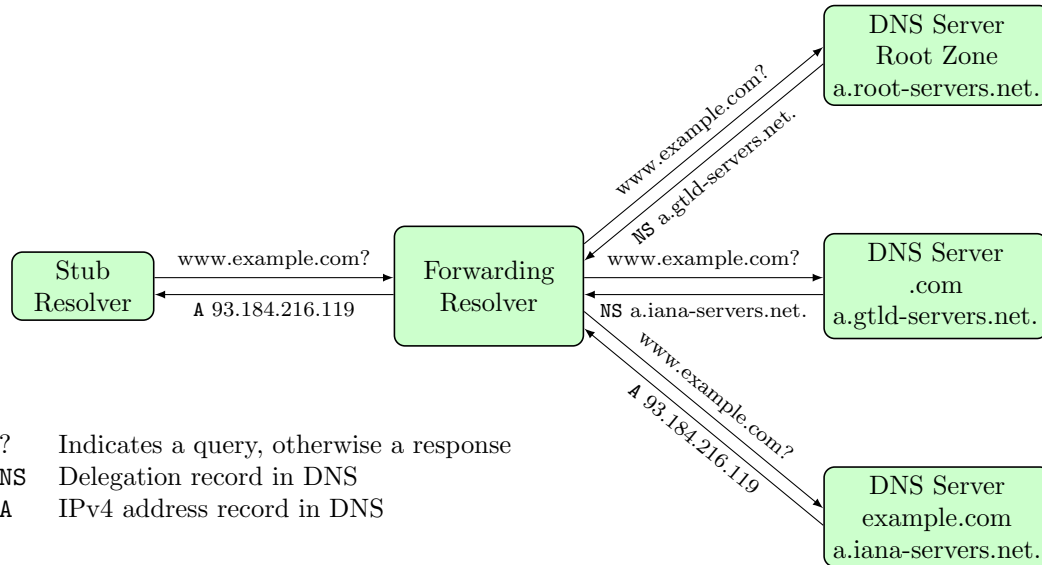 DNS Server
Root Zone
a.root-servers.net.
www.example.com?
NS a.gtld-servers.net.
Stub
Resolver
www.example.com?
A 93.184.216.119
Forwarding
Resolver
www.example.com?
NS a.iana-servers.net.
DNS Server
.com
a.gtld-servers.net.
www.example.com?
A 93.184.216.119
DNS Server
example.com
a.iana-servers.net.
? Indicates a query, otherwise a response
NS Delegation record in DNS
A IPv4 address record in DNS